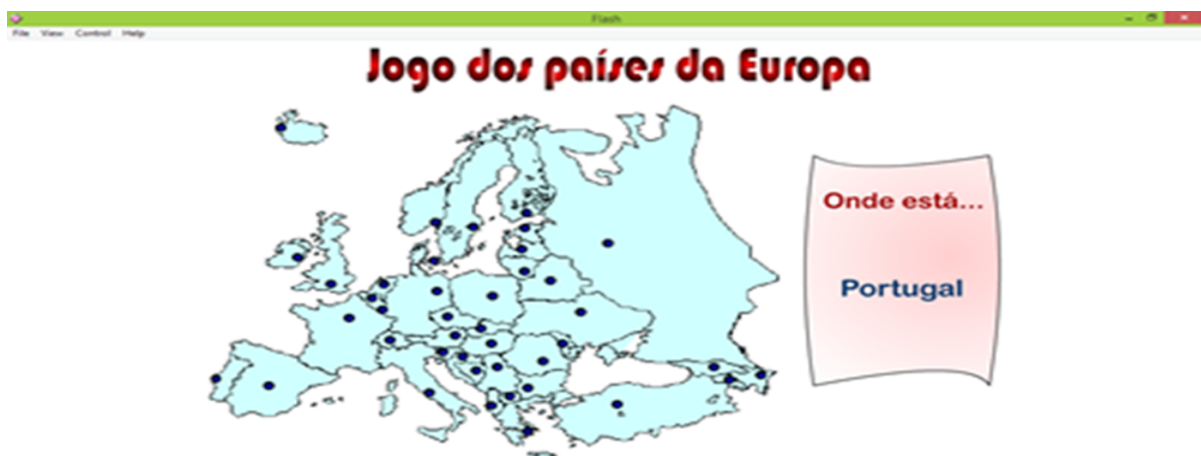 Flash
File View Control Help
Jogo dos países da Europa
Onde está...
Portugal